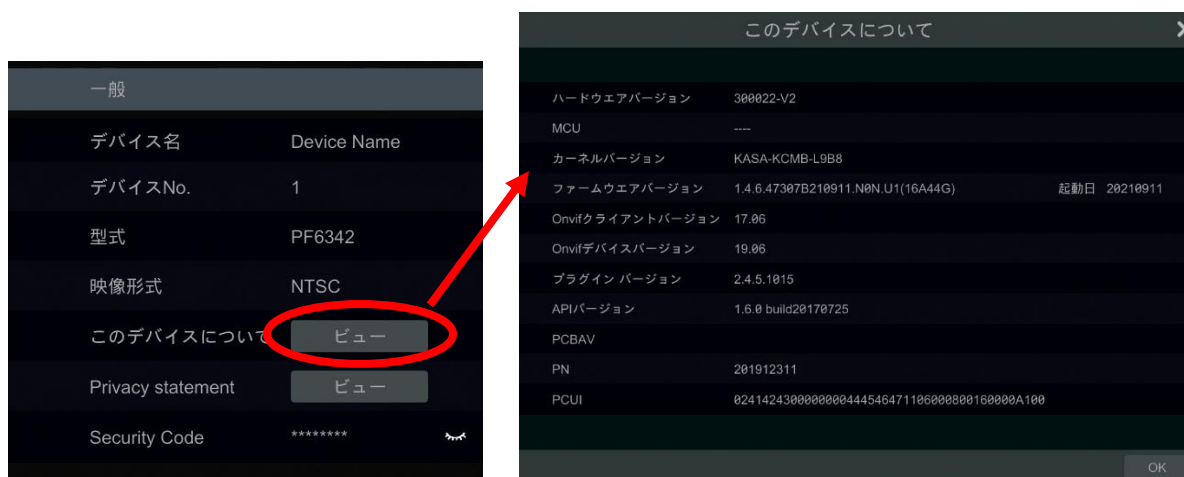 一般
デバイス名 Device Name
デバイスNo. 1
型式 PF6342
映像形式 NTSC
このデバイスについて ビュー
Privacy statement ビュー
Security Code ********
このデバイスについて
ハードウエアバージョン 300022-V2
MCU ----
カーネルバージョン KASA-KCMB-L9B8
ファームウエアバージョン 1.4.6.47307B210911.N0N.U1(16A44G) 起動日 20210911
Onvifクライアントバージョン 17.06
Onvifデバイスバージョン 19.06
プラグイン バージョン 2.4.5.1015
APIバージョン 1.6.0 build20170725
PCBAV
PN 201912311
PCUI 0241424300000000444546471106000800160000A100
OK